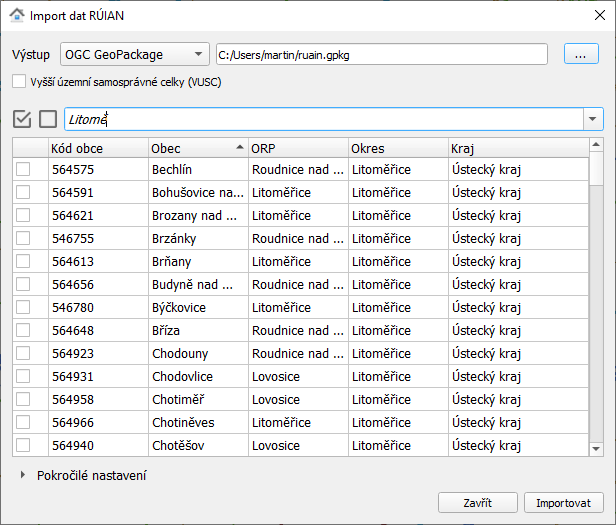 Import dat RÚIAN
Výstup OGC GeoPackage C:/Users/martin/ruain.gpkg ...
Vyšší územní samosprávné celky (VUSC)
Litomě
Kód obce Obec ORP Okres Kraj
564575 Bechlín Roudnice nad ... Litoměřice Ústecký kraj
564591 Bohušovice na... Litoměřice Litoměřice Ústecký kraj
564621 Brozany nad ... Litoměřice Litoměřice Ústecký kraj
546755 Brzánky Roudnice nad ... Litoměřice Ústecký kraj
564613 Brňany Litoměřice Litoměřice Ústecký kraj
564656 Budyně nad ... Roudnice nad ... Litoměřice Ústecký kraj
546780 Býčkovice Litoměřice Litoměřice Ústecký kraj
564648 Bříza Roudnice nad ... Litoměřice Ústecký kraj
564923 Chodouny Roudnice nad ... Litoměřice Ústecký kraj
564931 Chodovlice Lovosice Litoměřice Ústecký kraj
564958 Chotiměř Lovosice Litoměřice Ústecký kraj
564966 Chotiněves Litoměřice Litoměřice Ústecký kraj
564940 Chotěšov Lovosice Litoměřice Ústecký kraj
Pokročilé nastavení
Zavřít Importovat